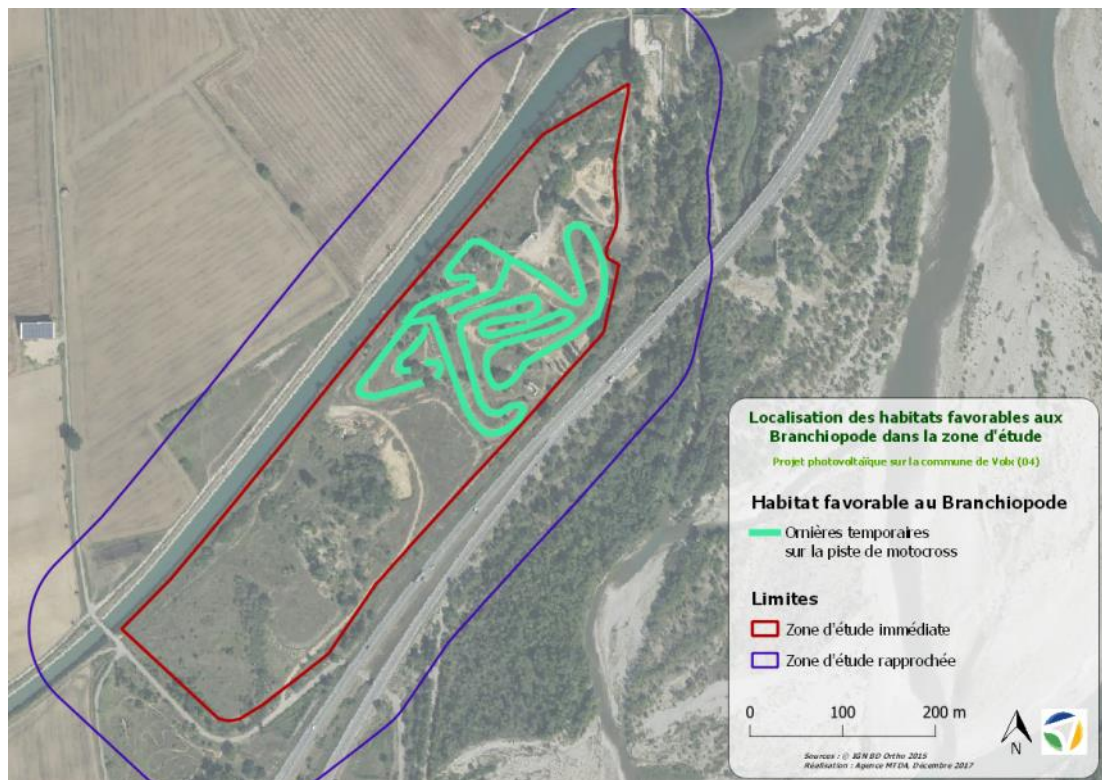 Localisation des habitats favorables aux
Branchiopode dans la zone d'étude
Projet photovoltaïque sur la commune de Volx (04)
Habitat favorable au Branchiopode
Ornières temporaires
sur la piste de motocross
Limites
Zone d'étude immédiate
Zone d'étude rapprochée
0 100 200 m
N
Sources : © IGN BD Ortho 2015
Réalisation : Agence MTDA, Décembre 2017